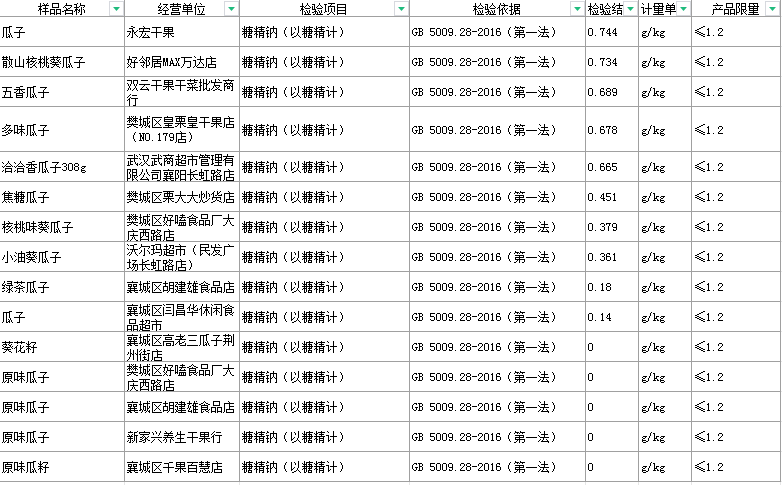 样品名称 经营单位 检验项目 检验依据 检验结 计量单 产品限量
瓜子 永宏干果 糖精钠（以糖精计） GB 5009.28-2016（第一法） 0.744 g/kg ≤1.2
散山核桃葵瓜子 好邻居MAX万达店 糖精钠（以糖精计） GB 5009.28-2016（第一法） 0.734 g/kg ≤1.2
五香瓜子 双云干果干菜批发商行 糖精钠（以糖精计） GB 5009.28-2016（第一法） 0.689 g/kg ≤1.2
多味瓜子 樊城区皇栗皇干果店（NO.179店） 糖精钠（以糖精计） GB 5009.28-2016（第一法） 0.678 g/kg ≤1.2
洽洽香瓜子308g 武汉武商超市管理有限公司襄阳长虹路店 糖精钠（以糖精计） GB 5009.28-2016（第一法） 0.665 g/kg ≤1.2
焦糖瓜子 樊城区栗大大炒货店 糖精钠（以糖精计） GB 5009.28-2016（第一法） 0.451 g/kg ≤1.2
核桃味葵瓜子 樊城区好嗑食品厂大庆西路店 糖精钠（以糖精计） GB 5009.28-2016（第一法） 0.379 g/kg ≤1.2
小油葵瓜子 沃尔玛超市（民发广场长虹路店） 糖精钠（以糖精计） GB 5009.28-2016（第一法） 0.361 g/kg ≤1.2
绿茶瓜子 襄城区胡建雄食品店 糖精钠（以糖精计） GB 5009.28-2016（第一法） 0.18 g/kg ≤1.2
瓜子 襄城区闫昌华休闲食品超市 糖精钠（以糖精计） GB 5009.28-2016（第一法） 0.14 g/kg ≤1.2
葵花籽 襄城区高老三瓜子荆州街店 糖精钠（以糖精计） GB 5009.28-2016（第一法） 0 g/kg ≤1.2
原味瓜子 樊城区好嗑食品厂大庆西路店 糖精钠（以糖精计） GB 5009.28-2016（第一法） 0 g/kg ≤1.2
原味瓜子 襄城区胡建雄食品店 糖精钠（以糖精计） GB 5009.28-2016（第一法） 0 g/kg ≤1.2
原味瓜子 新家兴养生干果行 糖精钠（以糖精计） GB 5009.28-2016（第一法） 0 g/kg ≤1.2
原味瓜籽 襄城区千果百慧店 糖精钠（以糖精计） GB 5009.28-2016（第一法） 0 g/kg ≤1.2